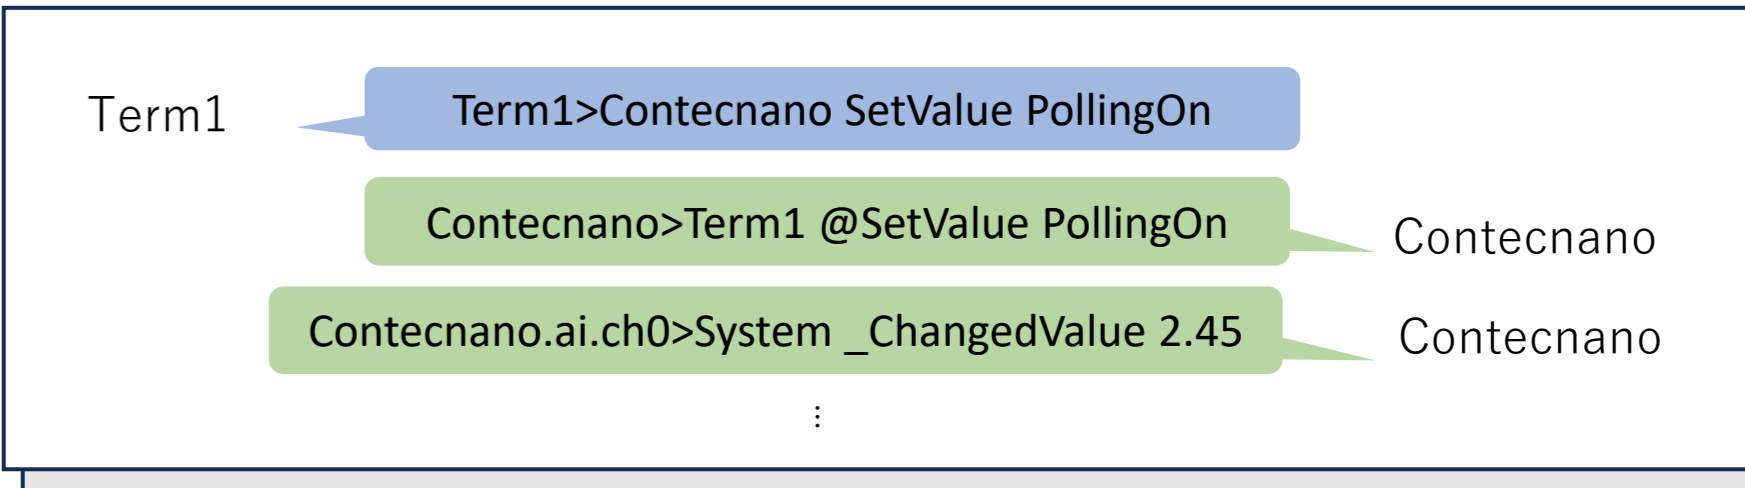 Term1
Term1>Contecnano SetValue PollingOn
Contecnano>Term1 @SetValue PollingOn
Contecnano
Contecnano.ai.ch0>System _ChangedValue 2.45
Contecnano
⋮